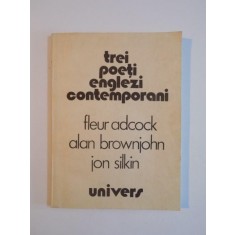 trei
poeți
englezi
contemporani
fleur adcock
alan brownjohn
jon silkin
univers